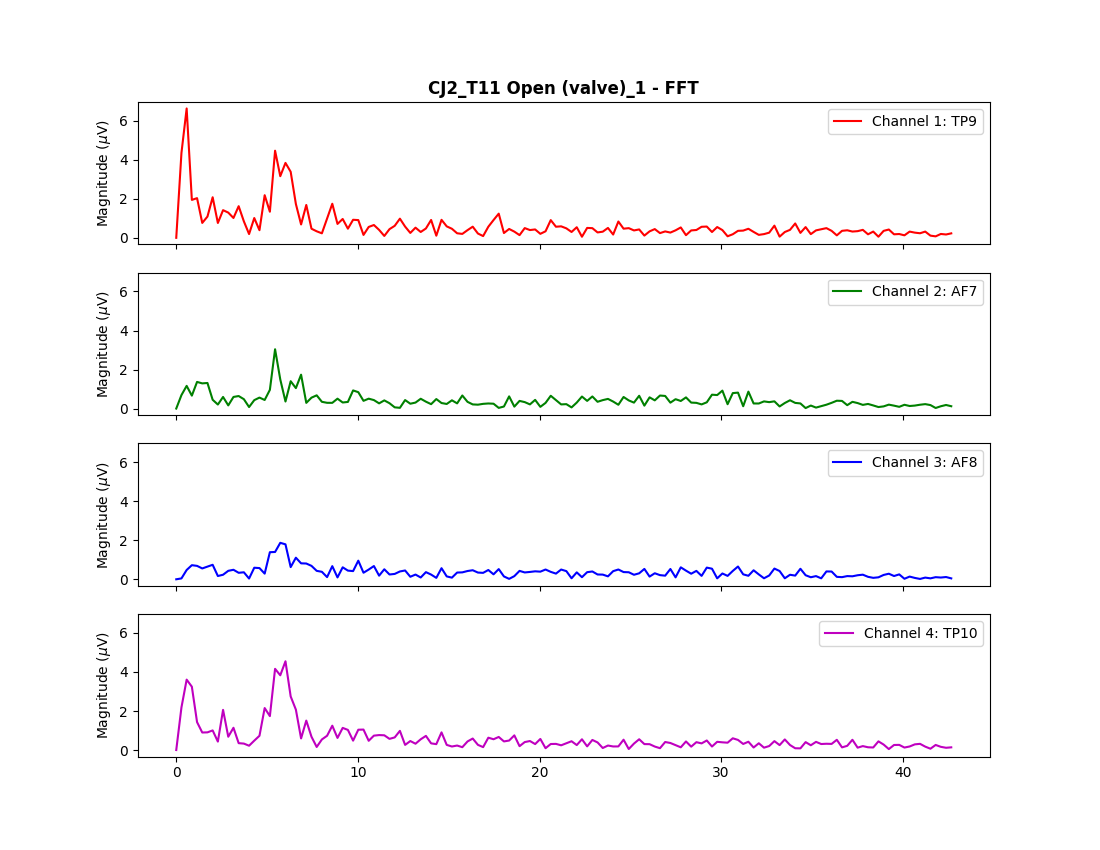 CJ2_T11 Open (valve)_1 - FFT
Channel 1: TP9
Magnitude (μV)
6
4
2
0
Channel 2: AF7
Magnitude (μV)
6
4
2
0
Channel 3: AF8
Magnitude (μV)
6
4
2
0
Channel 4: TP10
Magnitude (μV)
6
4
2
0
0 10 20 30 40